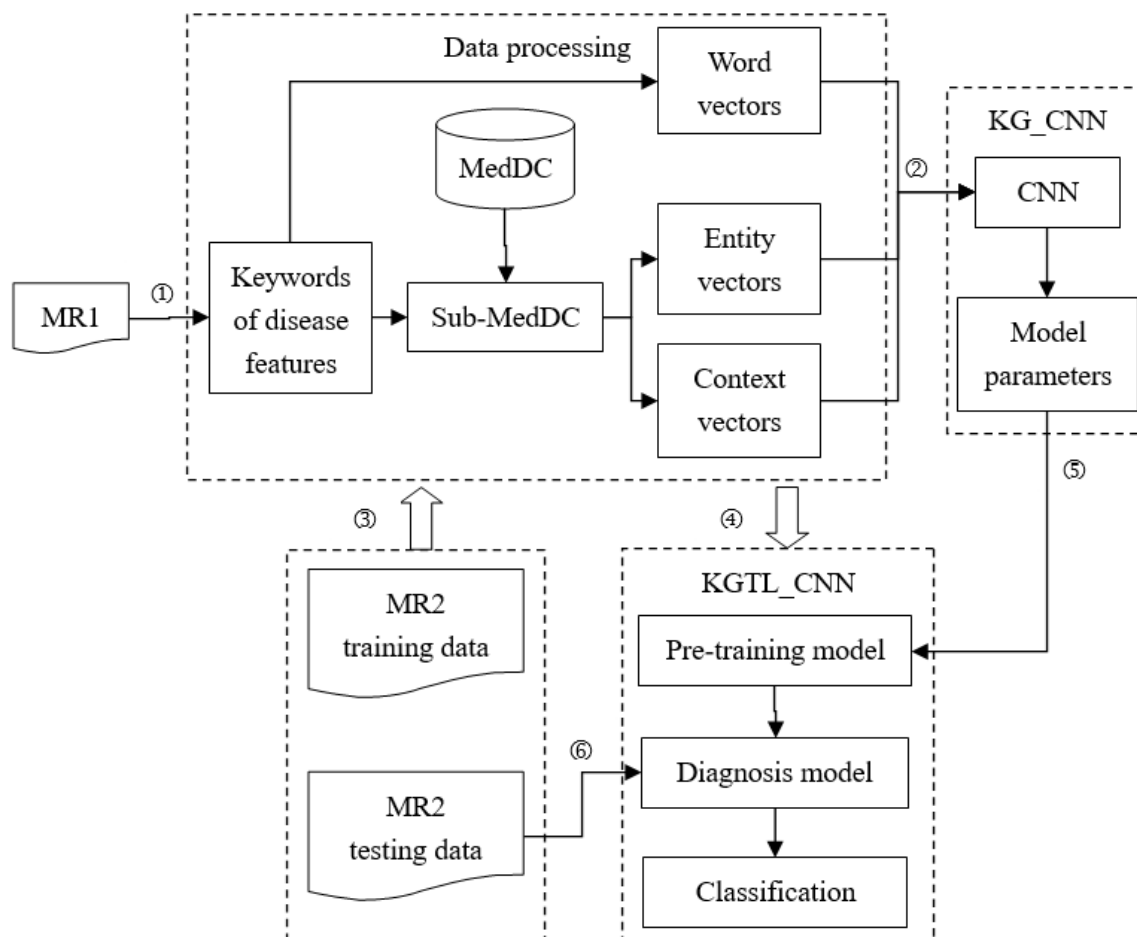 Data processing
Word
vectors
KG_CNN
MedDC
②
CNN
Entity
vectors
Keywords
of disease
features
①
MR1
Sub-MedDC
Model
parameters
Context
vectors
⑤
③
④
KGTL_CNN
MR2
training data
Pre-training model
⑥
Diagnosis model
MR2
testing data
Classification